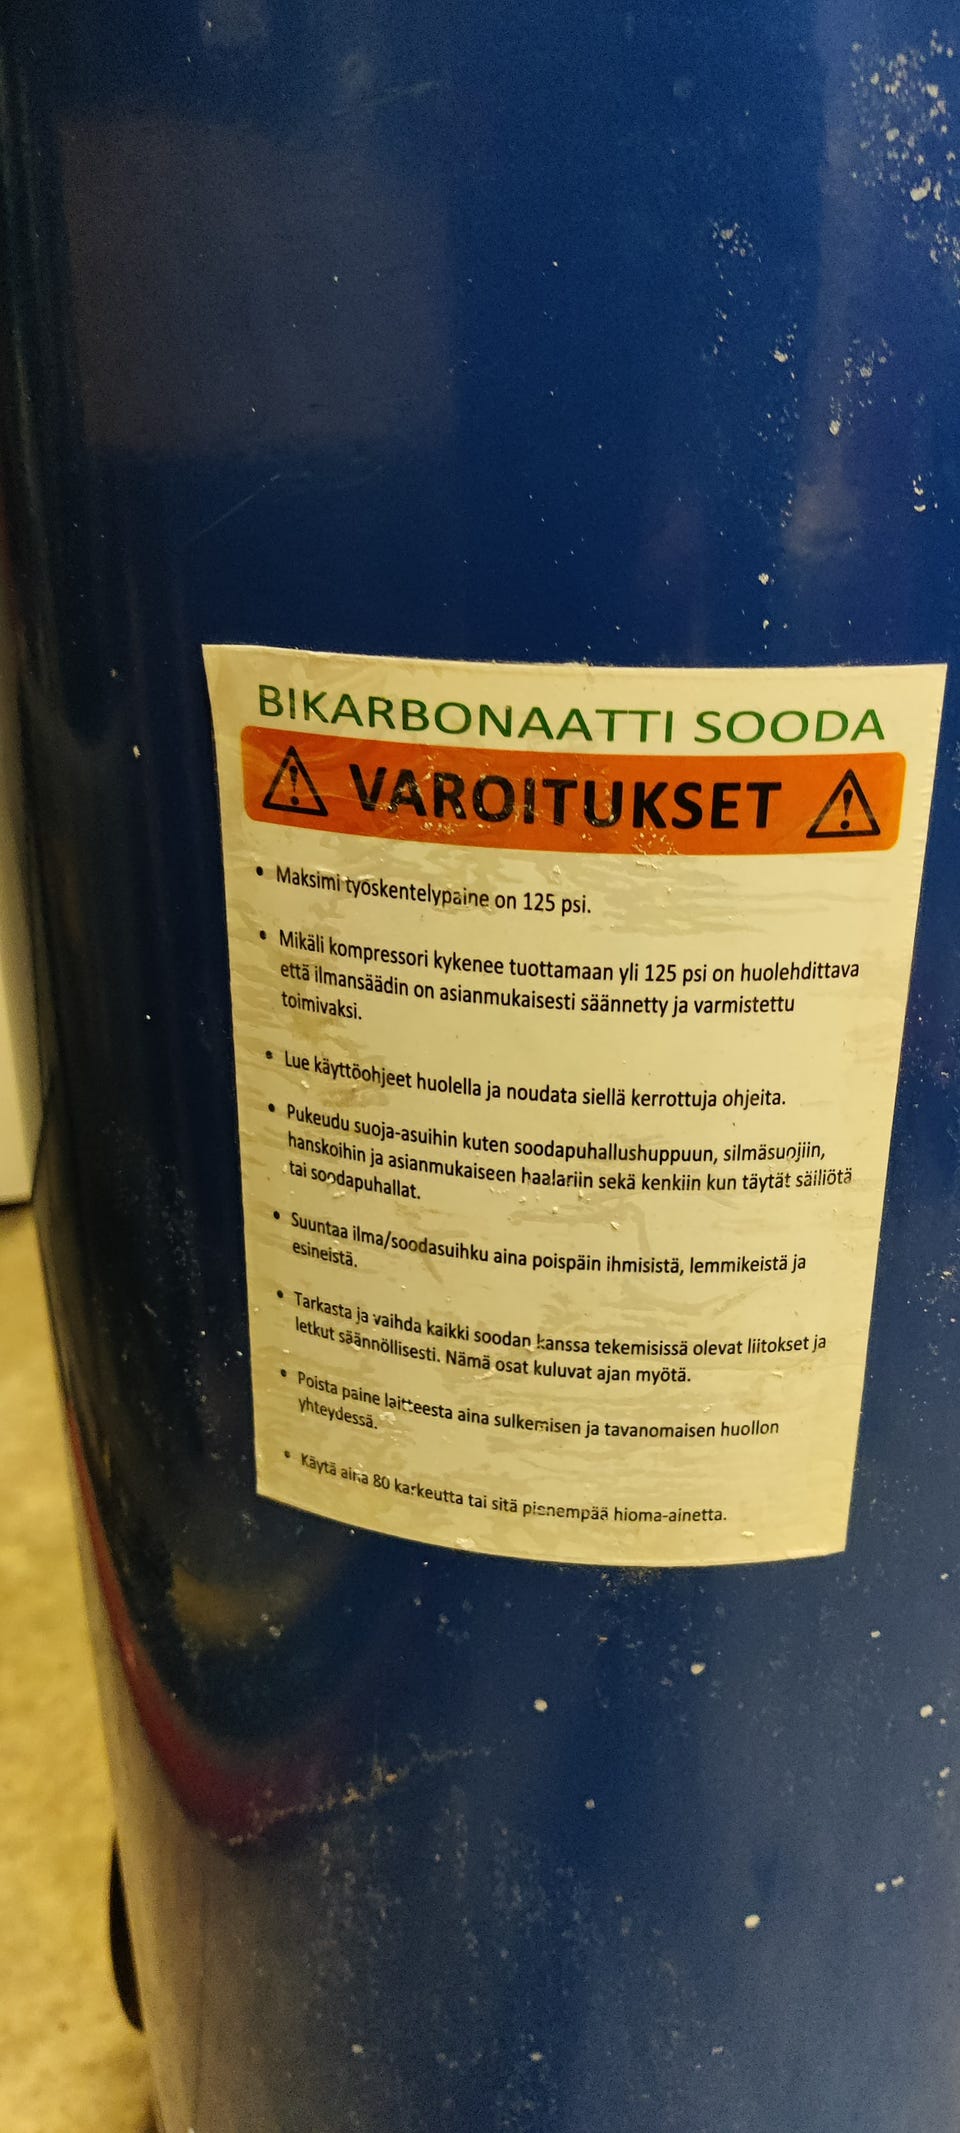 BIKARBONAATTI SOODA
VAROITUKSET
• Maksimi työskentelypaine on 125 psi.
• Mikäli kompressori kykenee tuottamaan yli 125 psi on huolehdittava
että ilmansäädin on asianmukaisesti säännetty ja varmistettu
toimivaksi.
• Lue käyttöohjeet huolella ja noudata siellä kerrottuja ohjeita.
• Pukeudu suoja-asuihin kuten soodapuhallushuppuun, silmäsuojiin,
hanskoihin ja asianmukaiseen haalariin sekä kenkiin kun täytät säiliötä
tai soodapuhallat.
• Suuntaa ilma/soodasuihku aina poispäin ihmisistä, lemmikeistä ja
esineistä.
• Tarkasta ja vaihda kaikki soodan kanssa tekemisissä olevat liitokset ja
letkut säännöllisesti. Nämä osat kuluvat ajan myötä.
• Poista paine laitteesta aina sulkemisen ja tavanomaisen huollon
yhteydessä.
• Käytä aina 80 karkeutta tai sitä pienempää hioma-ainetta.